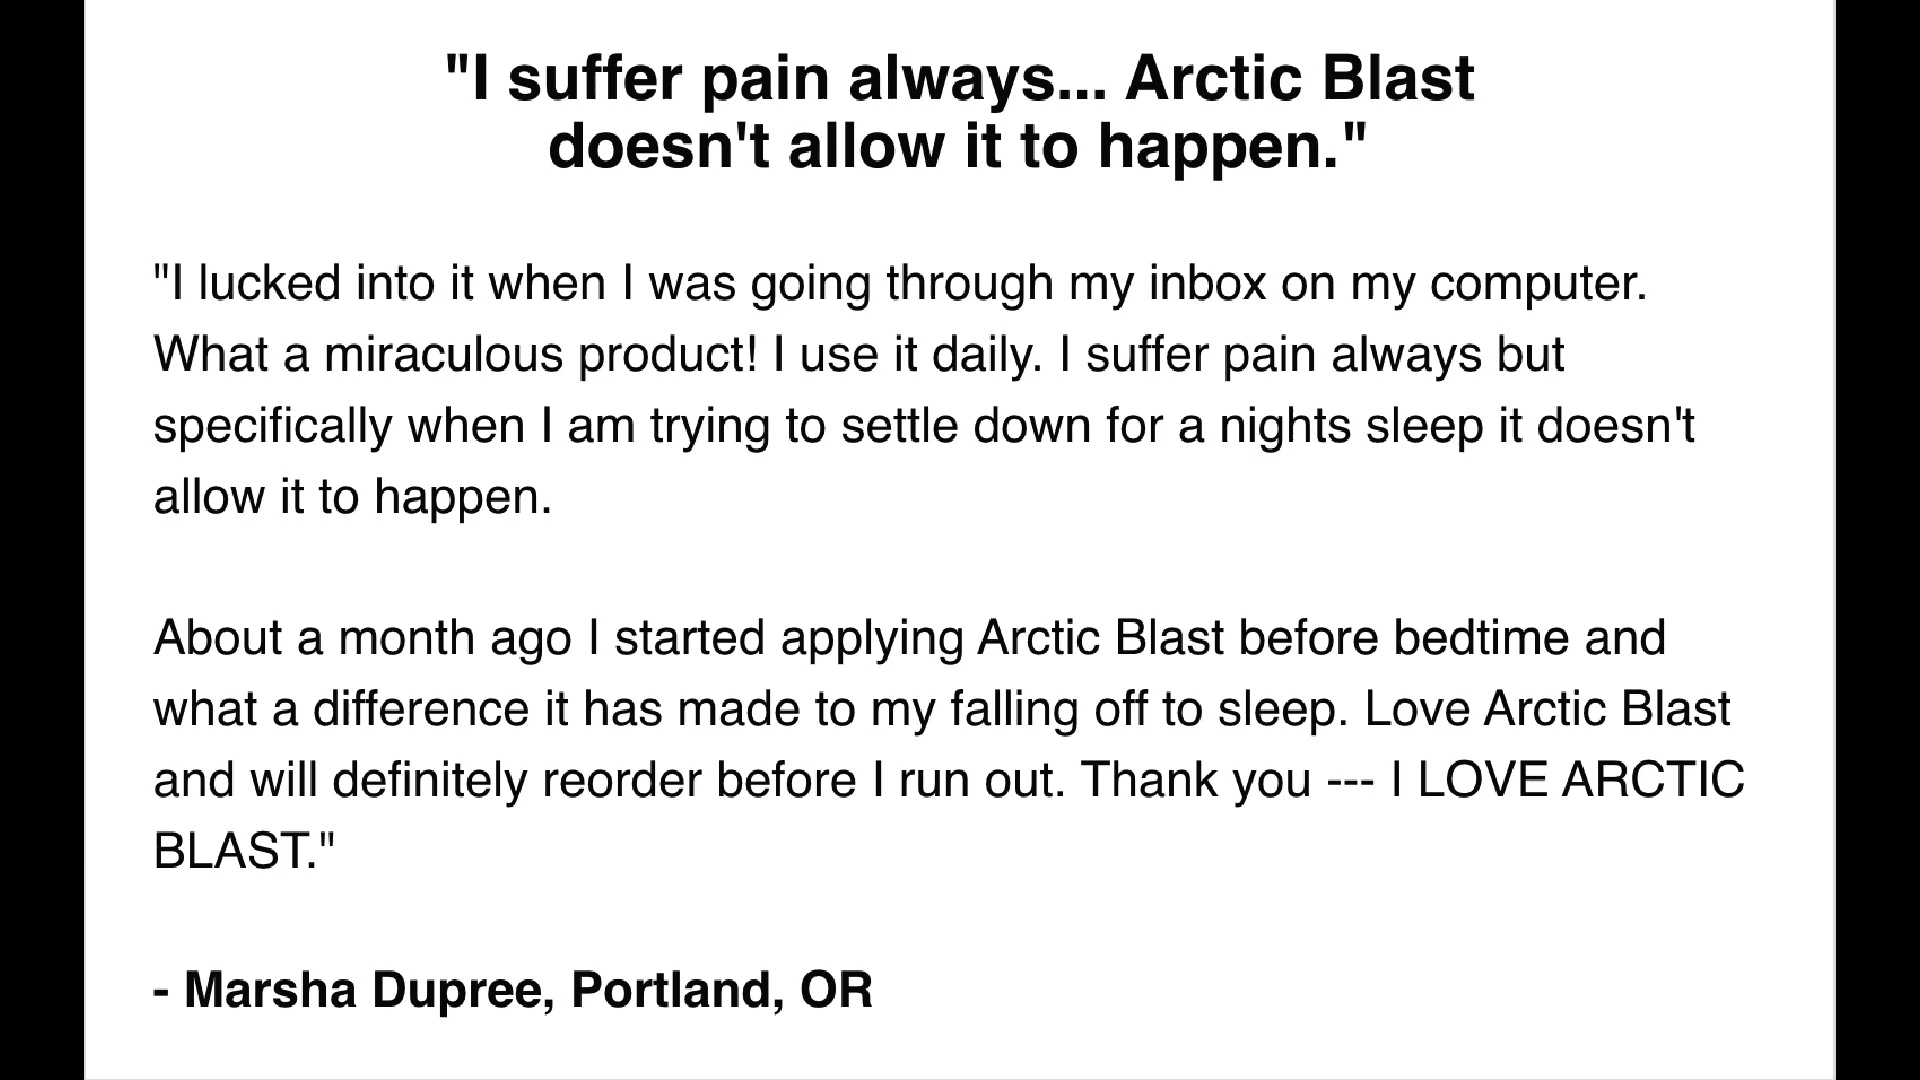 "I suffer pain always... Arctic Blast
doesn't allow it to happen."
"I lucked into it when I was going through my inbox on my computer.
What a miraculous product! I use it daily. I suffer pain always but
specifically when I am trying to settle down for a nights sleep it doesn't
allow it to happen.
About a month ago I started applying Arctic Blast before bedtime and
what a difference it has made to my falling off to sleep. Love Arctic Blast
and will definitely reorder before I run out. Thank you --- I LOVE ARCTIC
BLAST."
- Marsha Dupree, Portland, OR